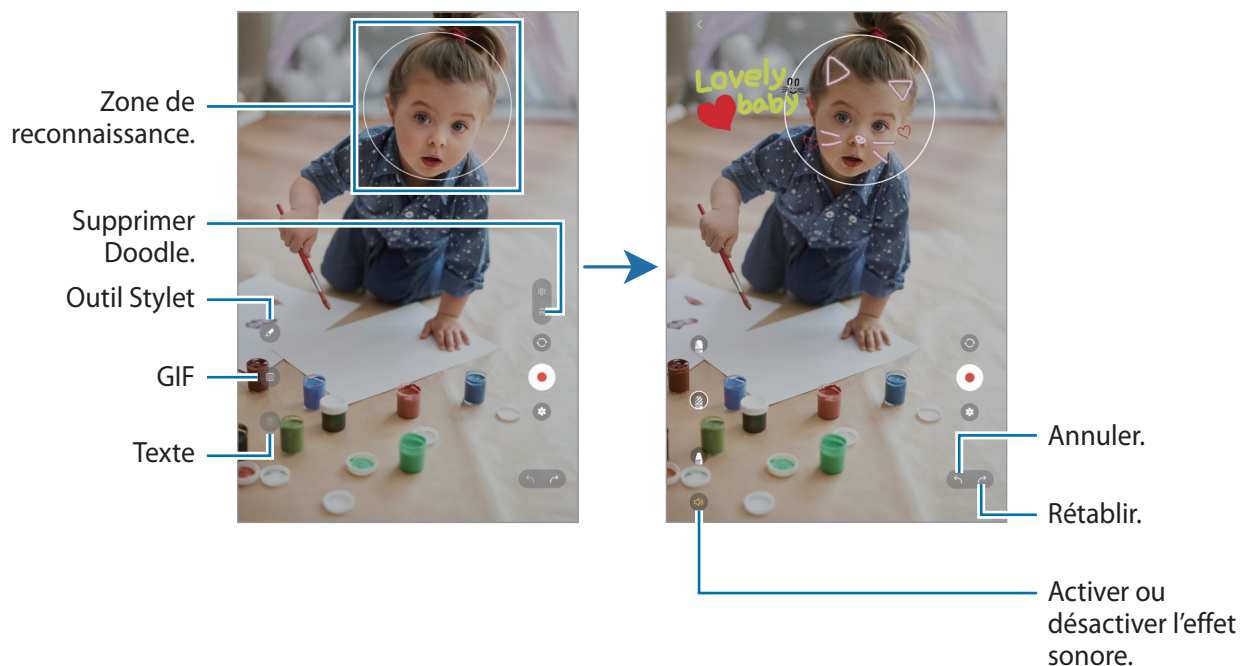 Zone de
reconnaissance.
Supprimer
Doodle.
Outil Stylet
GIF
Texte
Lovely
baby
Annuler.
Rétablir.
Activer ou
désactiver l’effet
sonore.